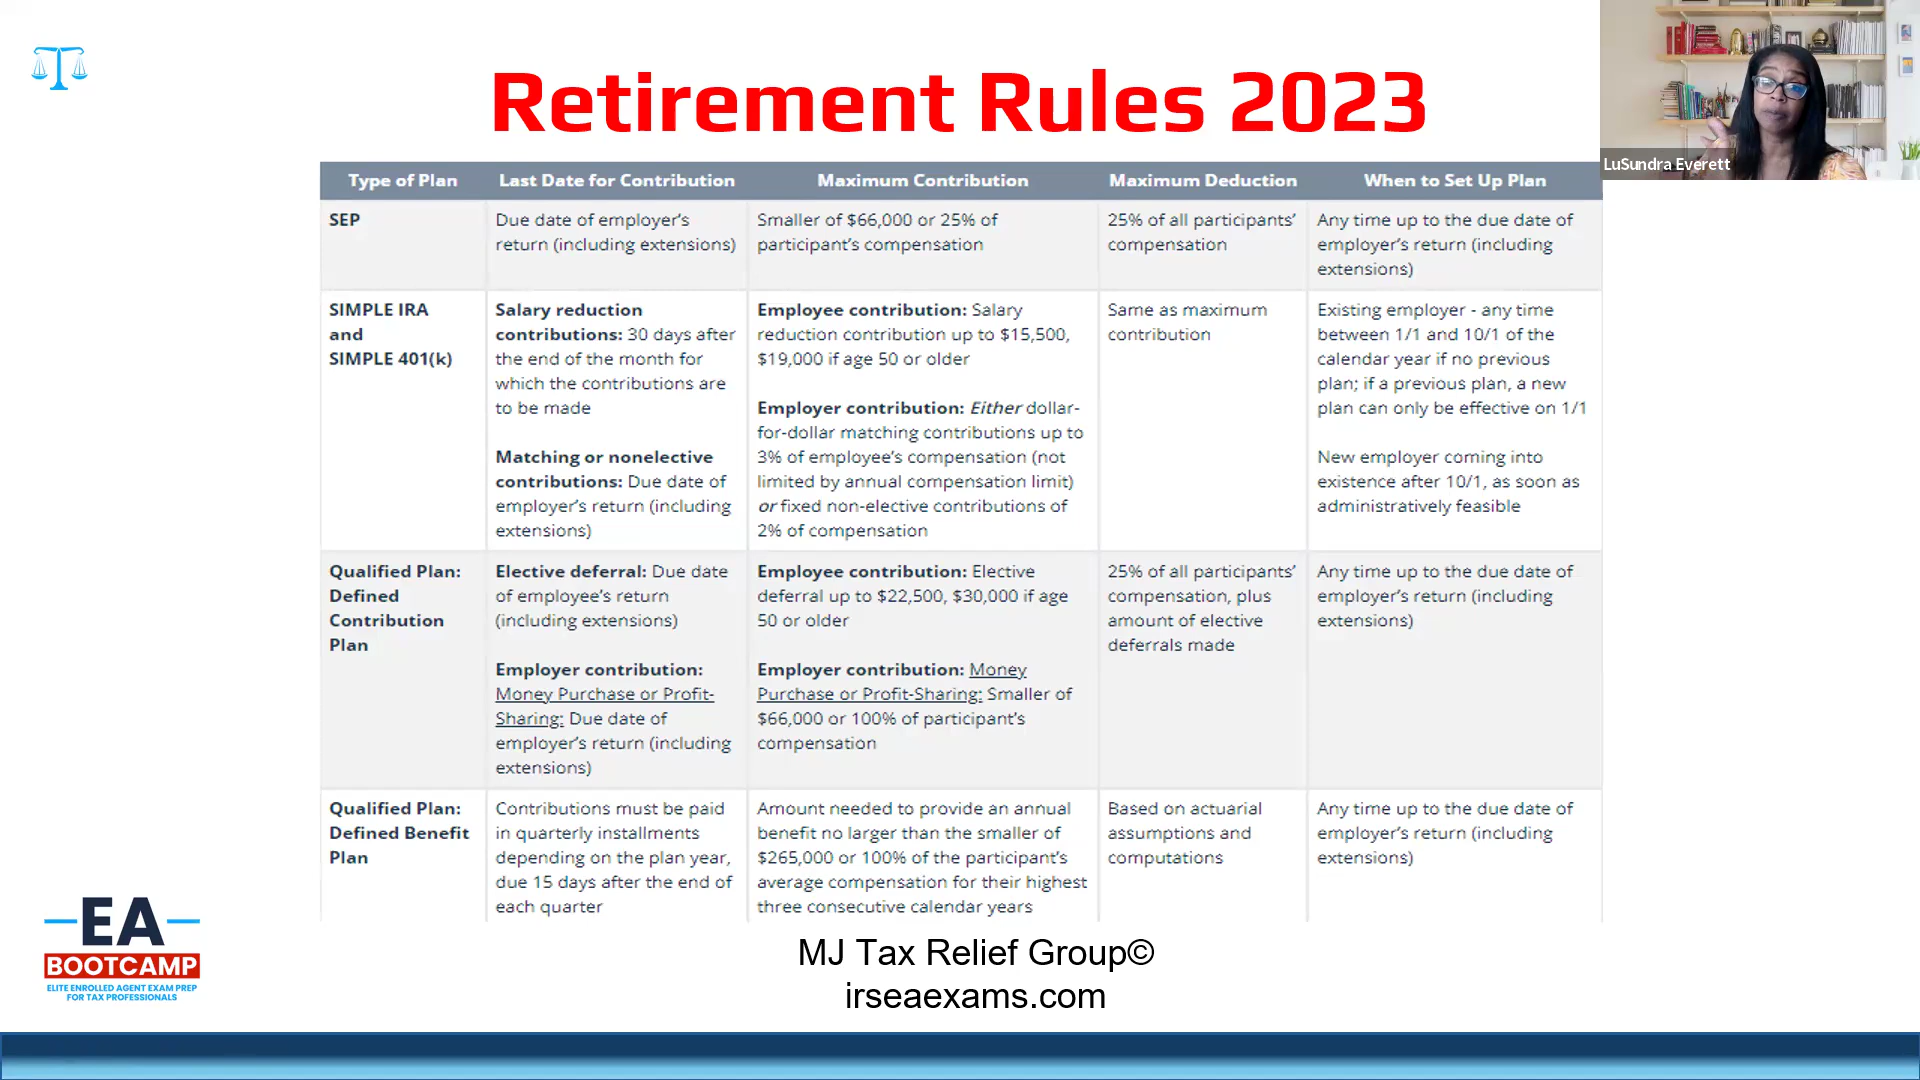 Retirement Rules 2023
LuSundra Everett
Type of Plan
Last Date for Contribution
Maximum Contribution
Maximum Deduction
When to Set Up Plan
SEP
Due date of employer's
return (including extensions)
Smaller of $66,000 or 25% of
participant's compensation
25% of all participants'
compensation
Any time up to the due date of
employer's return (including
extensions)
SIMPLE IRA
and
SIMPLE 401(k)
Salary reduction
contributions: 30 days after
the end of the month for
which the contributions are
to be made
Matching or nonelective
contributions: Due date of
employer's return (including
extensions)
Employee contribution: Salary
reduction contribution up to $15,500,
$19,000 if age 50 or older
Employer contribution: Either dollar-
for-dollar matching contributions up to
3% of employee's compensation (not
limited by annual compensation limit)
or fixed non-elective contributions of
2% of compensation
Same as maximum
contribution
Existing employer - any time
between 1/1 and 10/1 of the
calendar year if no previous
plan; if a previous plan, a new
plan can only be effective on 1/1
New employer coming into
existence after 10/1, as soon as
administratively feasible
Qualified Plan:
Defined
Contribution
Plan
Elective deferral: Due date
of employee's return
(including extensions)
Employer contribution:
Money Purchase or Profit-
Sharing: Due date of
employer's return (including
extensions)
Employee contribution: Elective
deferral up to $22,500, $30,000 if age
50 or older
Employer contribution: Money
Purchase or Profit-Sharing: Smaller of
$66,000 or 100% of participant's
compensation
25% of all participants'
compensation, plus
amount of elective
deferrals made
Any time up to the due date of
employer's return (including
extensions)
Qualified Plan:
Defined Benefit
Plan
Contributions must be paid
in quarterly installments
depending on the plan year,
due 15 days after the end of
each quarter
Amount needed to provide an annual
benefit no larger than the smaller of
$265,000 or 100% of the participant's
average compensation for their highest
three consecutive calendar years
Based on actuarial
assumptions and
computations
Any time up to the due date of
employer's return (including
extensions)
EA
BOOTCAMP
ELITE ENROLLED AGENT EXAM PREP
FOR TAX PROFESSIONALS
MJ Tax Relief Group©
irseaexams.com